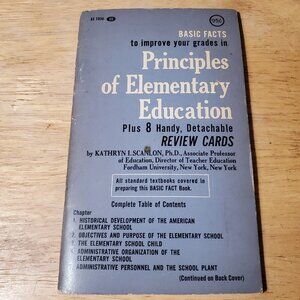 BASIC FACTS
to improve your grades in
Principles
of Elementary
Education
Plus 8 Handy, Detachable
REVIEW CARDS
by KATHRYN I. SCANLON, Ph.D., Associate Professor
of Education, Director of Teacher Education
Fordham University, New York, New York
All standard textbooks covered in
preparing this BASIC FACT Book.
Complete Table of Contents
Chapter
1. HISTORICAL DEVELOPMENT OF THE AMERICAN
ELEMENTARY SCHOOL
2. OBJECTIVES AND PURPOSE OF THE ELEMENTARY SCHOOL
3. THE ELEMENTARY SCHOOL CHILD
ADMINISTRATIVE ORGANIZATION OF THE
ELEMENTARY SCHOOL
ADMINISTRATIVE PERSONNEL AND THE SCHOOL PLANT
(Continued on Back Cover)